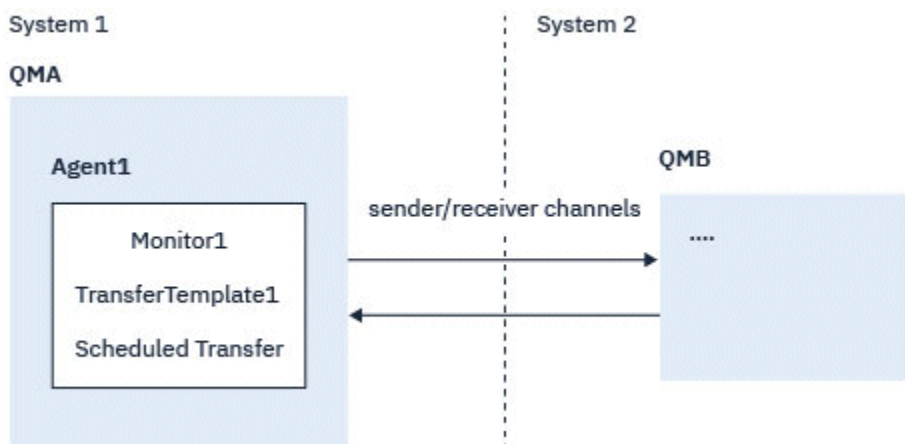 System 1
System 2
QMA
Agent1
QMB
sender/receiver channels
Monitor1
....
TransferTemplate1
Scheduled Transfer